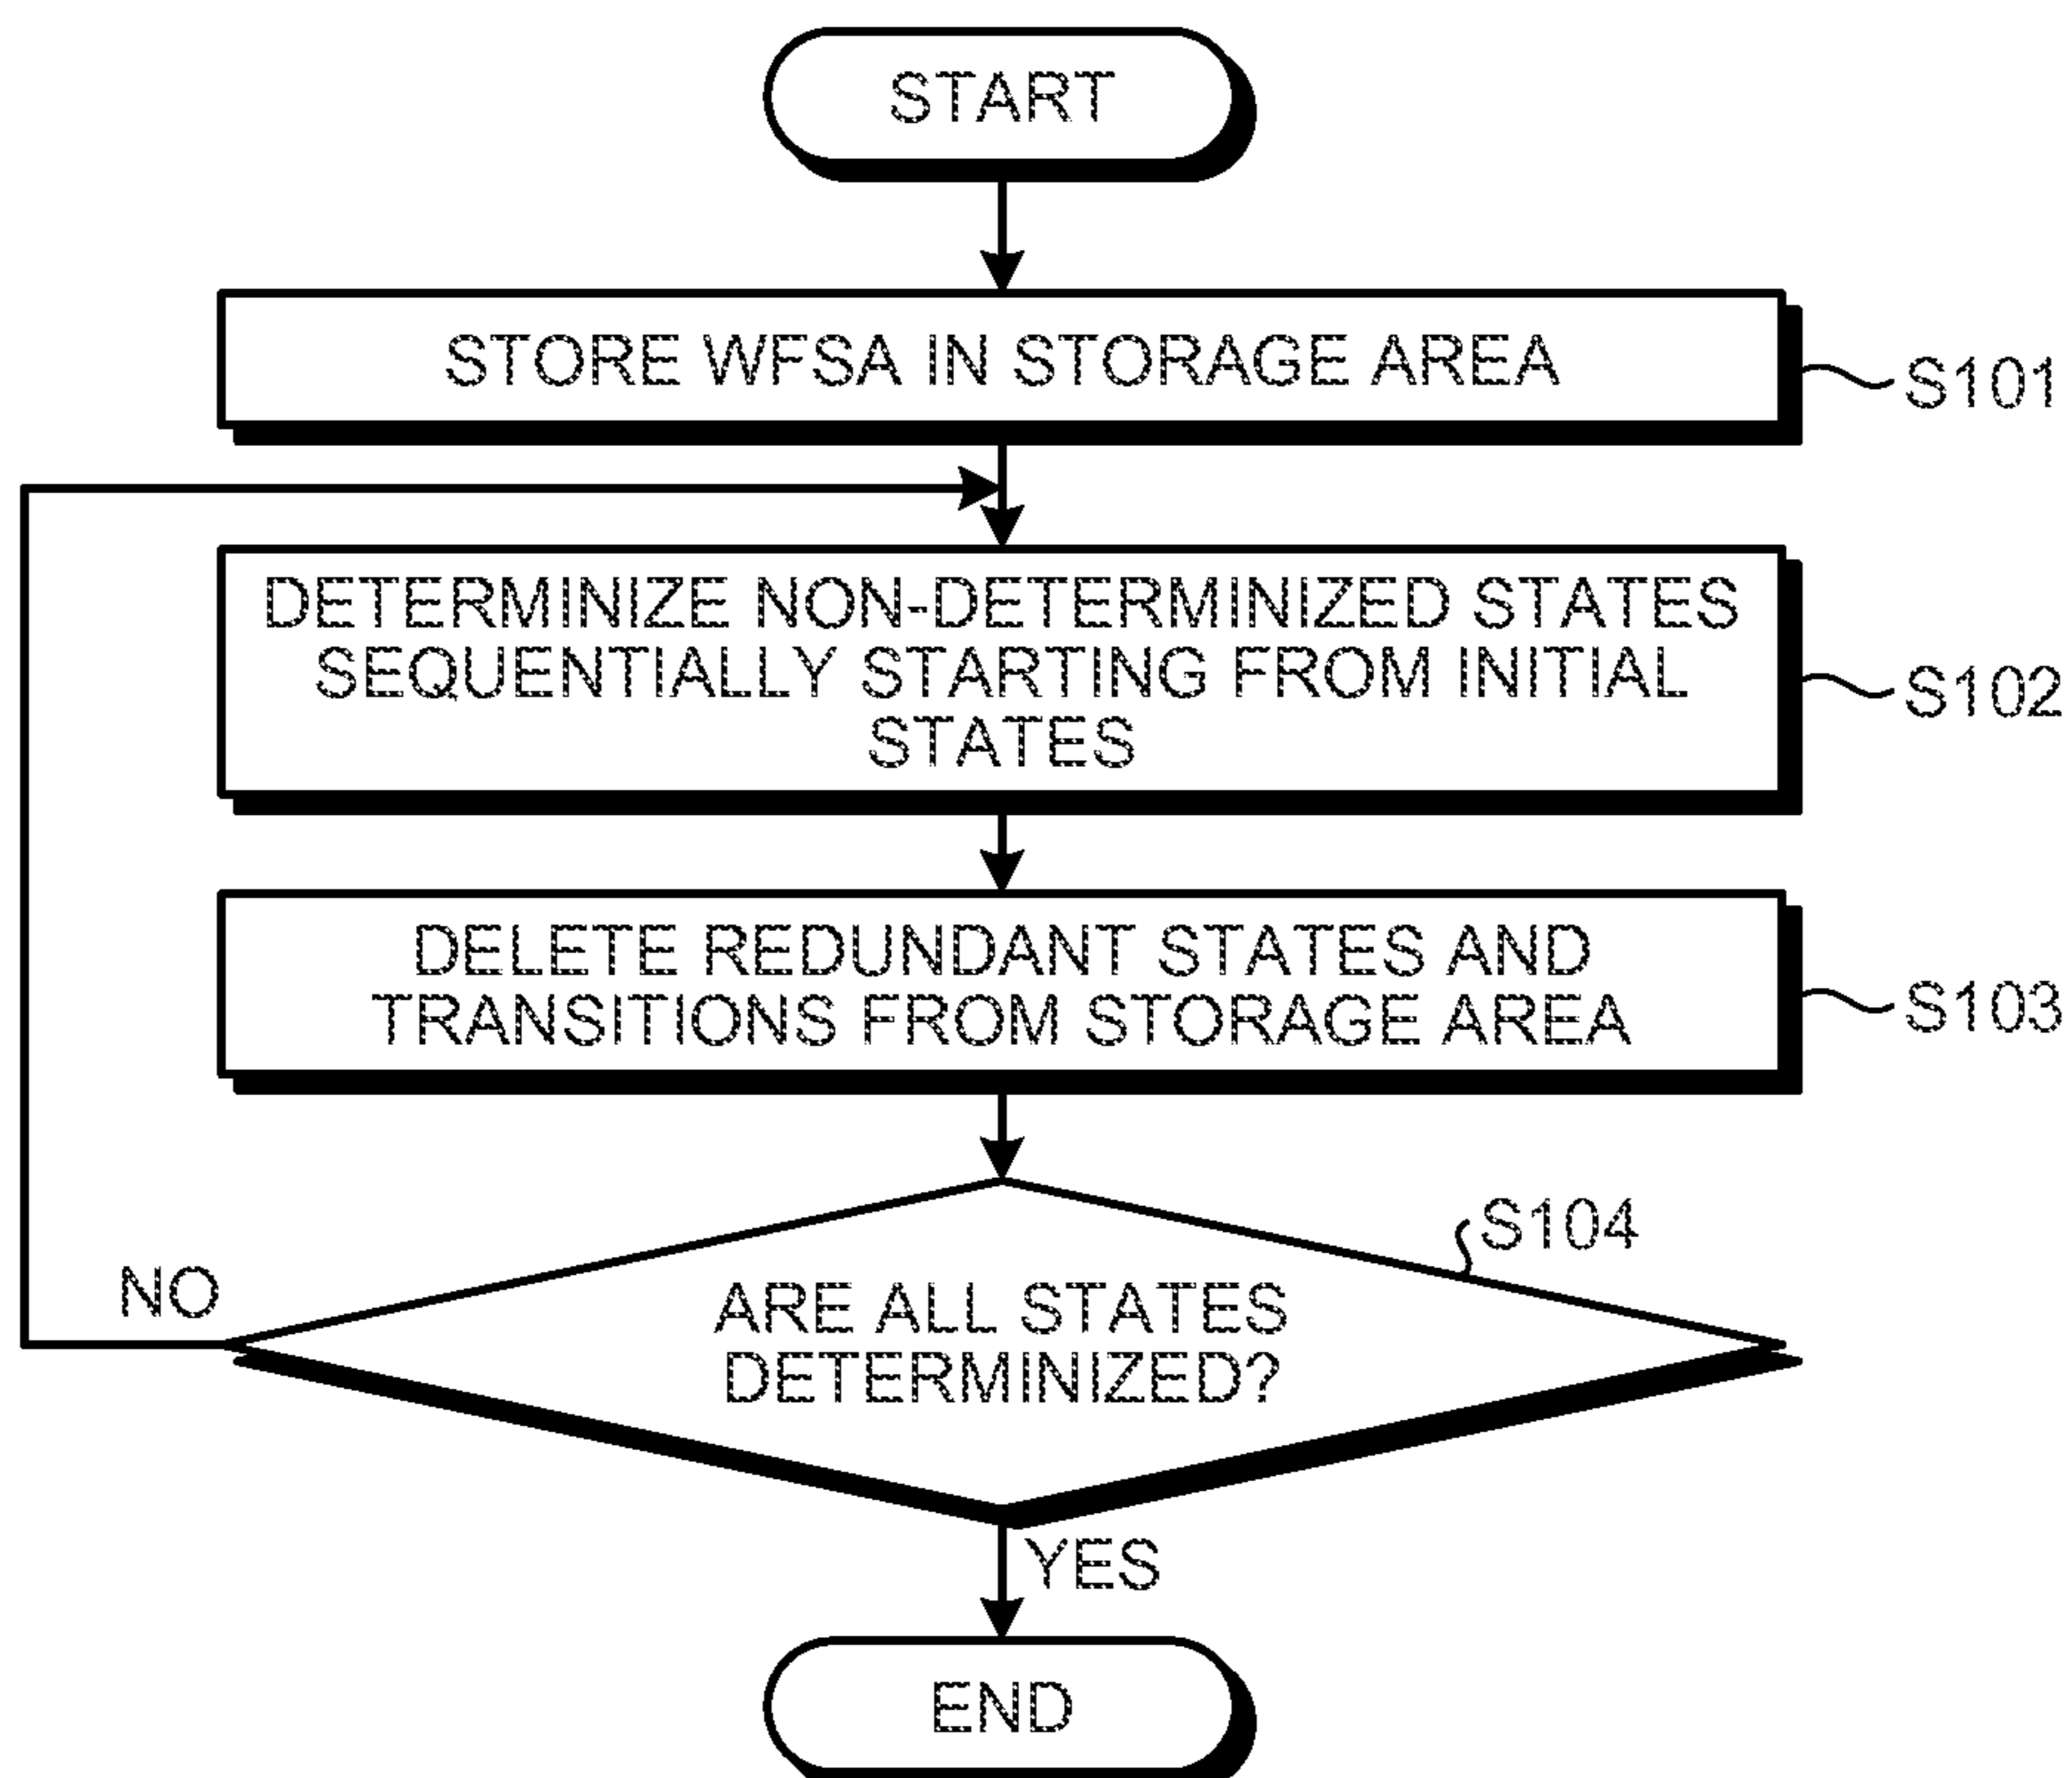 START
STORE WFSA IN STORAGE AREA
S101
DETERMINIZE NON-DETERMINIZED STATES
SEQUENTIALLY STARTING FROM INITIAL
STATES
S102
DELETE REDUNDANT STATES AND
TRANSITIONS FROM STORAGE AREA
S103
S104
NO
ARE ALL STATES
DETERMINIZED?
YES
END